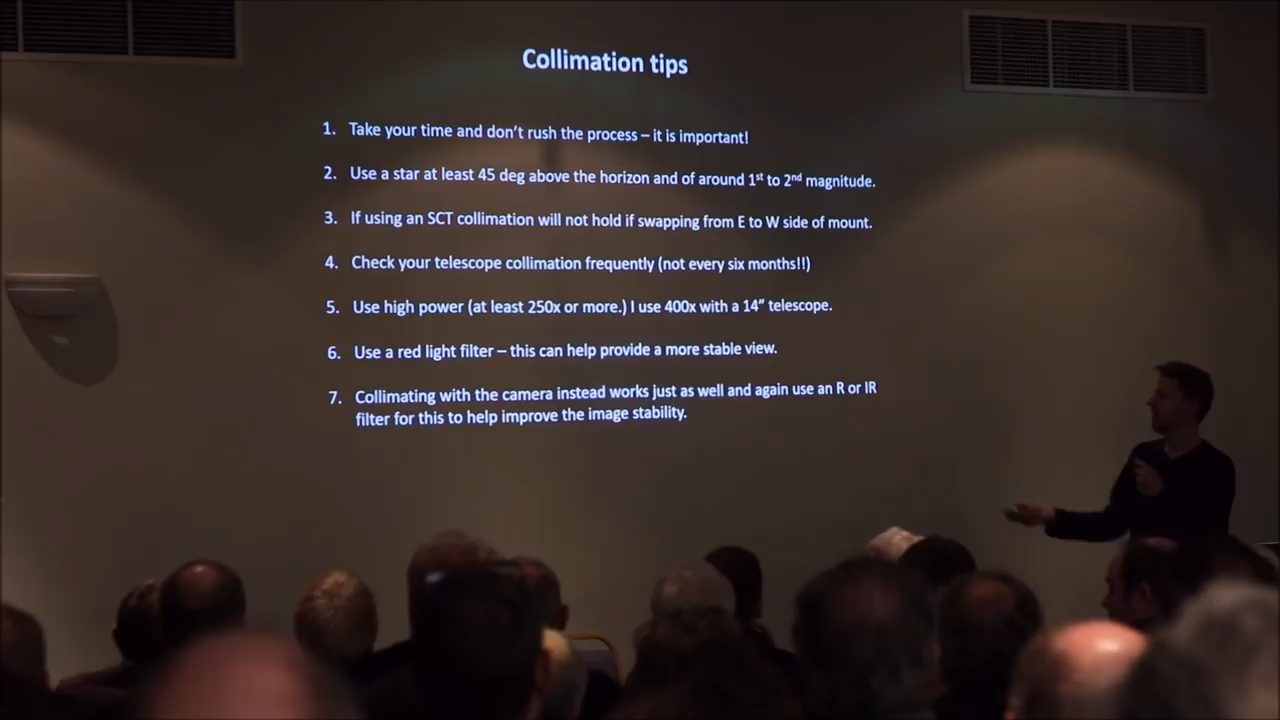 Collimation tips
1. Take your time and don't rush the process – it is important!
2. Use a star at least 45 deg above the horizon and of around 1st to 2nd magnitude.
3. If using an SCT collimation will not hold if swapping from E to W side of mount.
4. Check your telescope collimation frequently (not every six months!!)
5. Use high power (at least 250x or more.) I use 400x with a 14" telescope.
6. Use a red light filter – this can help provide a more stable view.
7. Collimating with the camera instead works just as well and again use an R or IR
filter for this to help improve the image stability.